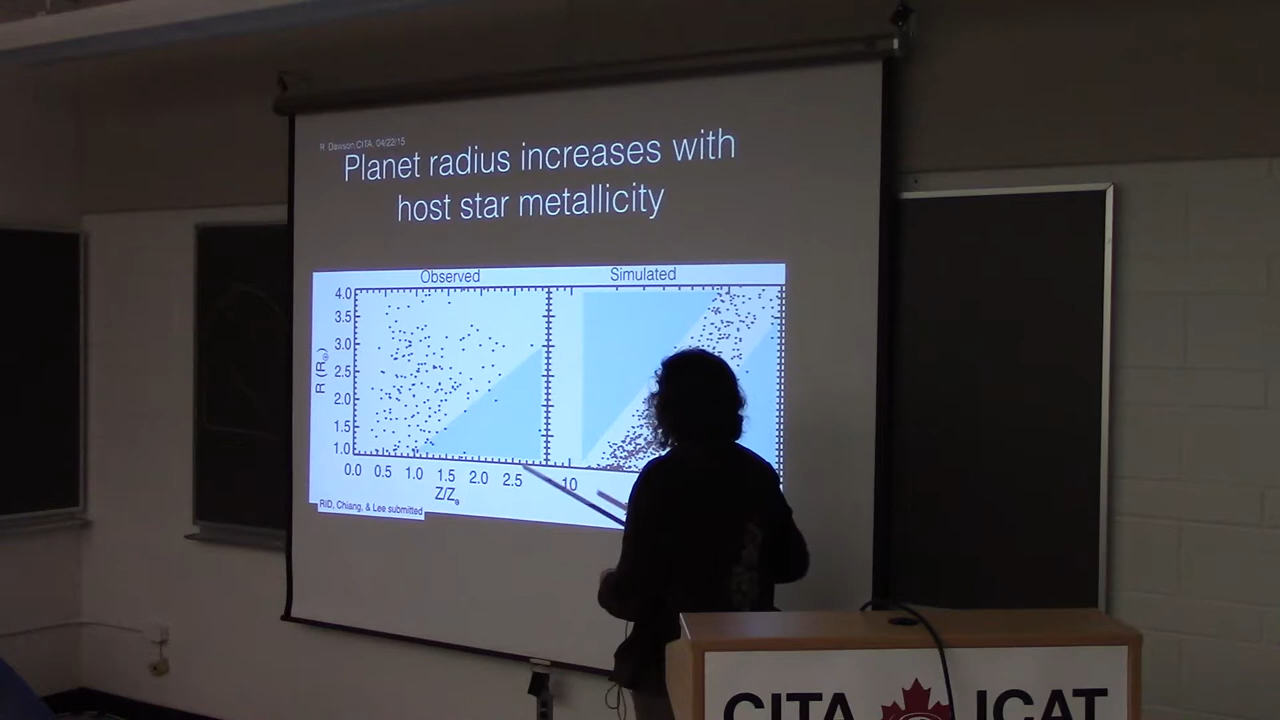 R Dawson,CITA, 04/22/15
Planet radius increases with
host star metallicity
Observed
Simulated
4.0
3.5
3.0
2.5
2.0
1.5
1.0
R (R⊕)
0.0 0.5 1.0 1.5 2.0 2.5
10
Z/Z
RID, Chiang, & Lee submitted
CITA ICAT